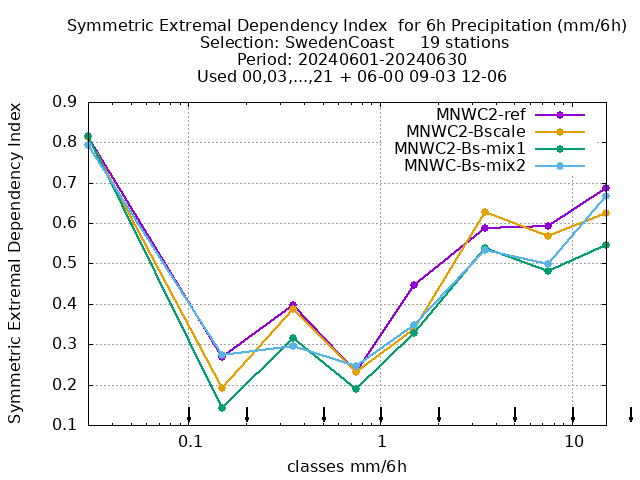 Symmetric Extremal Dependency Index  for 6h Precipitation (mm/6h)
Selection: SwedenCoast     19 stations
Period: 20240601-20240630
Used 00,03,...,21 + 06-00 09-03 12-06
Symmetric Extremal Dependency Index
0.9
0.8
0.7
0.6
0.5
0.4
0.3
0.2
0.1
MNWC2-ref
MNWC2-Bscale
MNWC2-Bs-mix1
MNWC-Bs-mix2
0.1 1 10
classes mm/6h